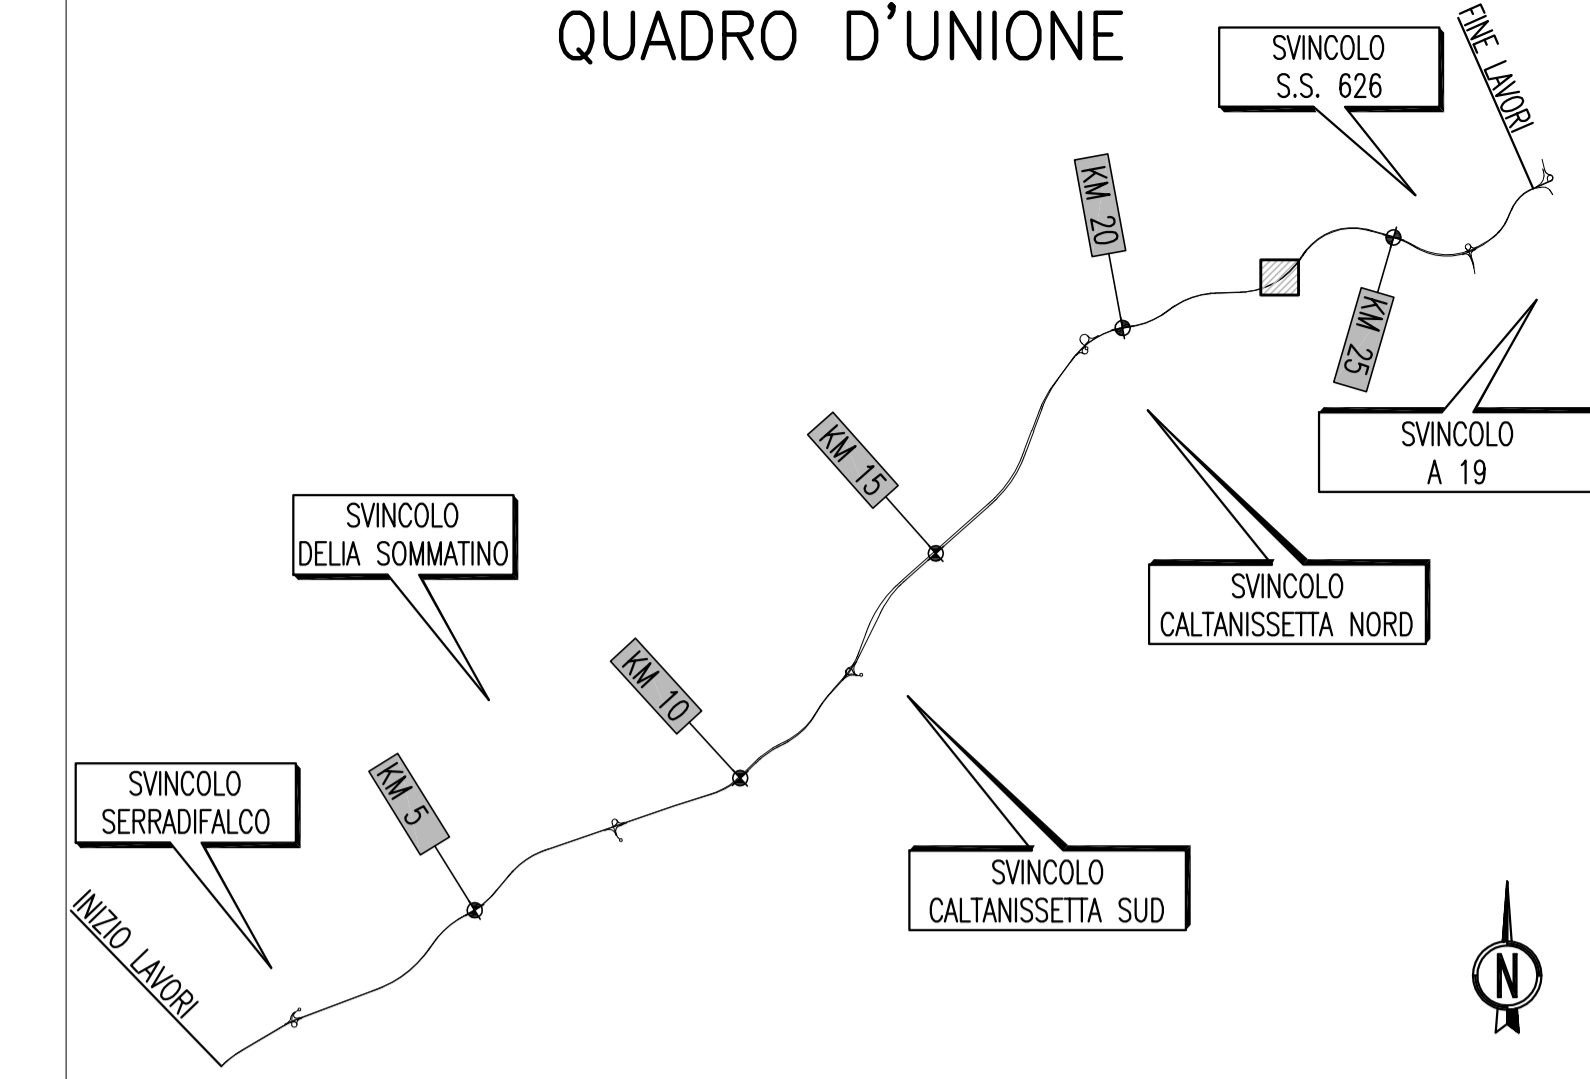 QUADRO D'UNIONE
SVINCOLO
S.S. 626
FINE LAVORI
KM 20
KM 25
SVINCOLO
A 19
KM 15
SVINCOLO
DELIA SOMMATINO
SVINCOLO
CALTANISSETTA NORD
KM 10
SVINCOLO
SERRADIFALCO
KM 5
SVINCOLO
CALTANISSETTA SUD
INIZIO LAVORI
N